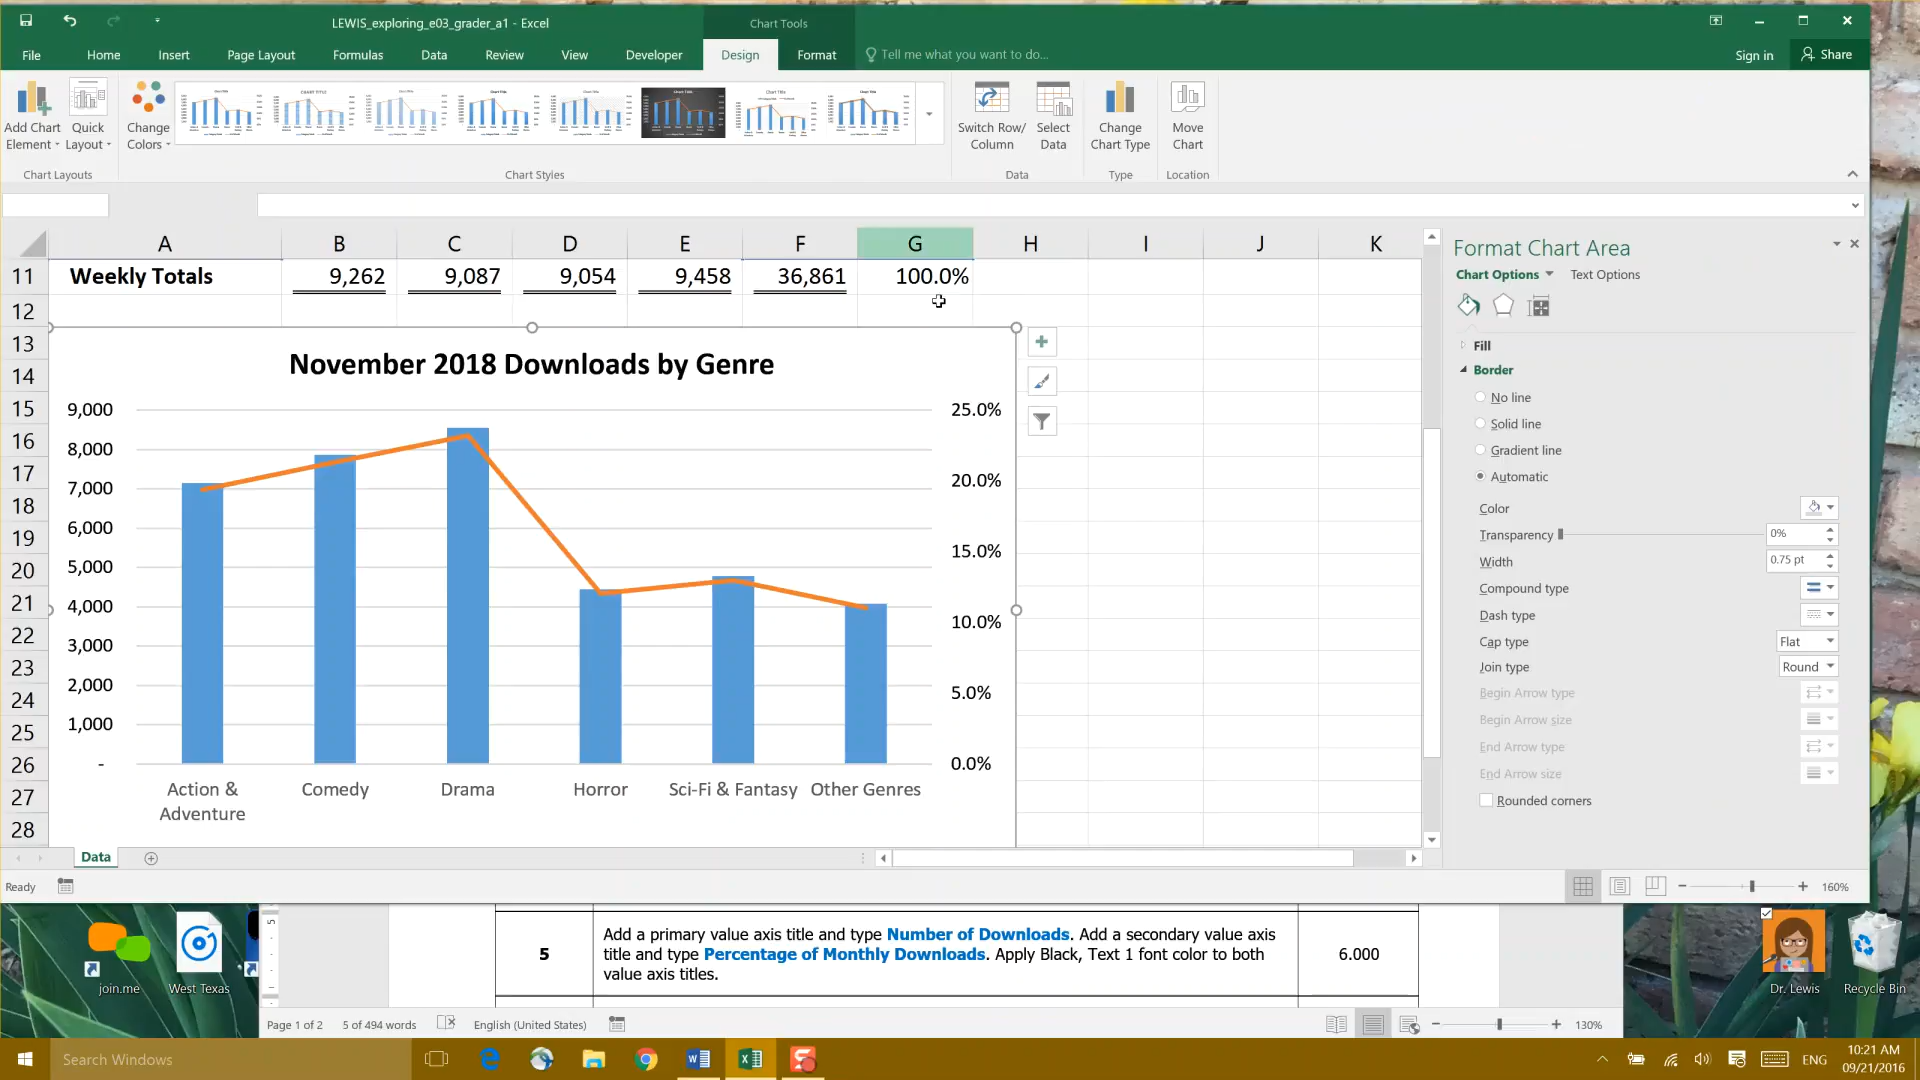 LEWIS_exploring_e03_grader_a1 - Excel
Chart Tools
File Home Insert Page Layout Formulas Data Review View Developer Design Format Tell me what you want to do...
Sign in Share
Add Chart Element
Quick Layout
Change Colors
Switch Row/ Column
Select Data
Change Chart Type
Move Chart
Chart Layouts
Chart Styles
Data
Type
Location
A B C D E F G H I J K
11 Weekly Totals 9,262 9,087 9,054 9,458 36,861 100.0%
12
13
14
15
16
17
18
19
20
21
22
23
24
25
26
27
28
November 2018 Downloads by Genre
9,000 25.0%
8,000
7,000 20.0%
6,000
5,000 15.0%
4,000
3,000 10.0%
2,000 5.0%
1,000
- 0.0%
Action & Adventure
Comedy
Drama
Horror
Sci-Fi & Fantasy
Other Genres
Format Chart Area
Chart Options Text Options
Fill
Border
No line
Solid line
Gradient line
Automatic
Color
Transparency 0%
Width 0.75 pt
Compound type
Dash type
Cap type Flat
Join type Round
Begin Arrow type
Begin Arrow size
End Arrow type
End Arrow size
Rounded corners
Data
Ready
160%
5
Add a primary value axis title and type Number of Downloads. Add a secondary value axis
title and type Percentage of Monthly Downloads. Apply Black, Text 1 font color to both
value axis titles.
6.000
join.me
West Texas
Dr. Lewis
Recycle Bin
Page 1 of 2 5 of 494 words English (United States) 130%
Search Windows
ENG
10:21 AM
09/21/2016